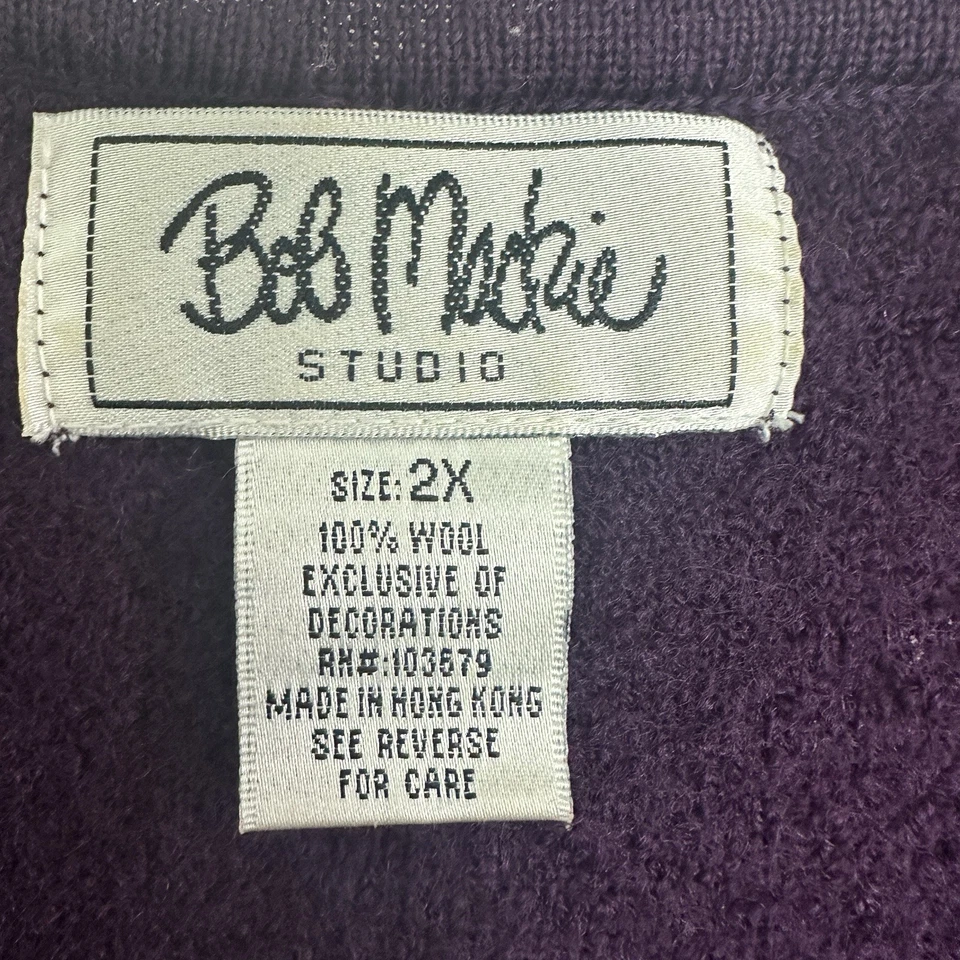 Bob Mackie
STUDIO
SIZE: 2X
100% WOOL
EXCLUSIVE OF
DECORATIONS
RN#:103679
MADE IN HONG KONG
SEE REVERSE
FOR CARE